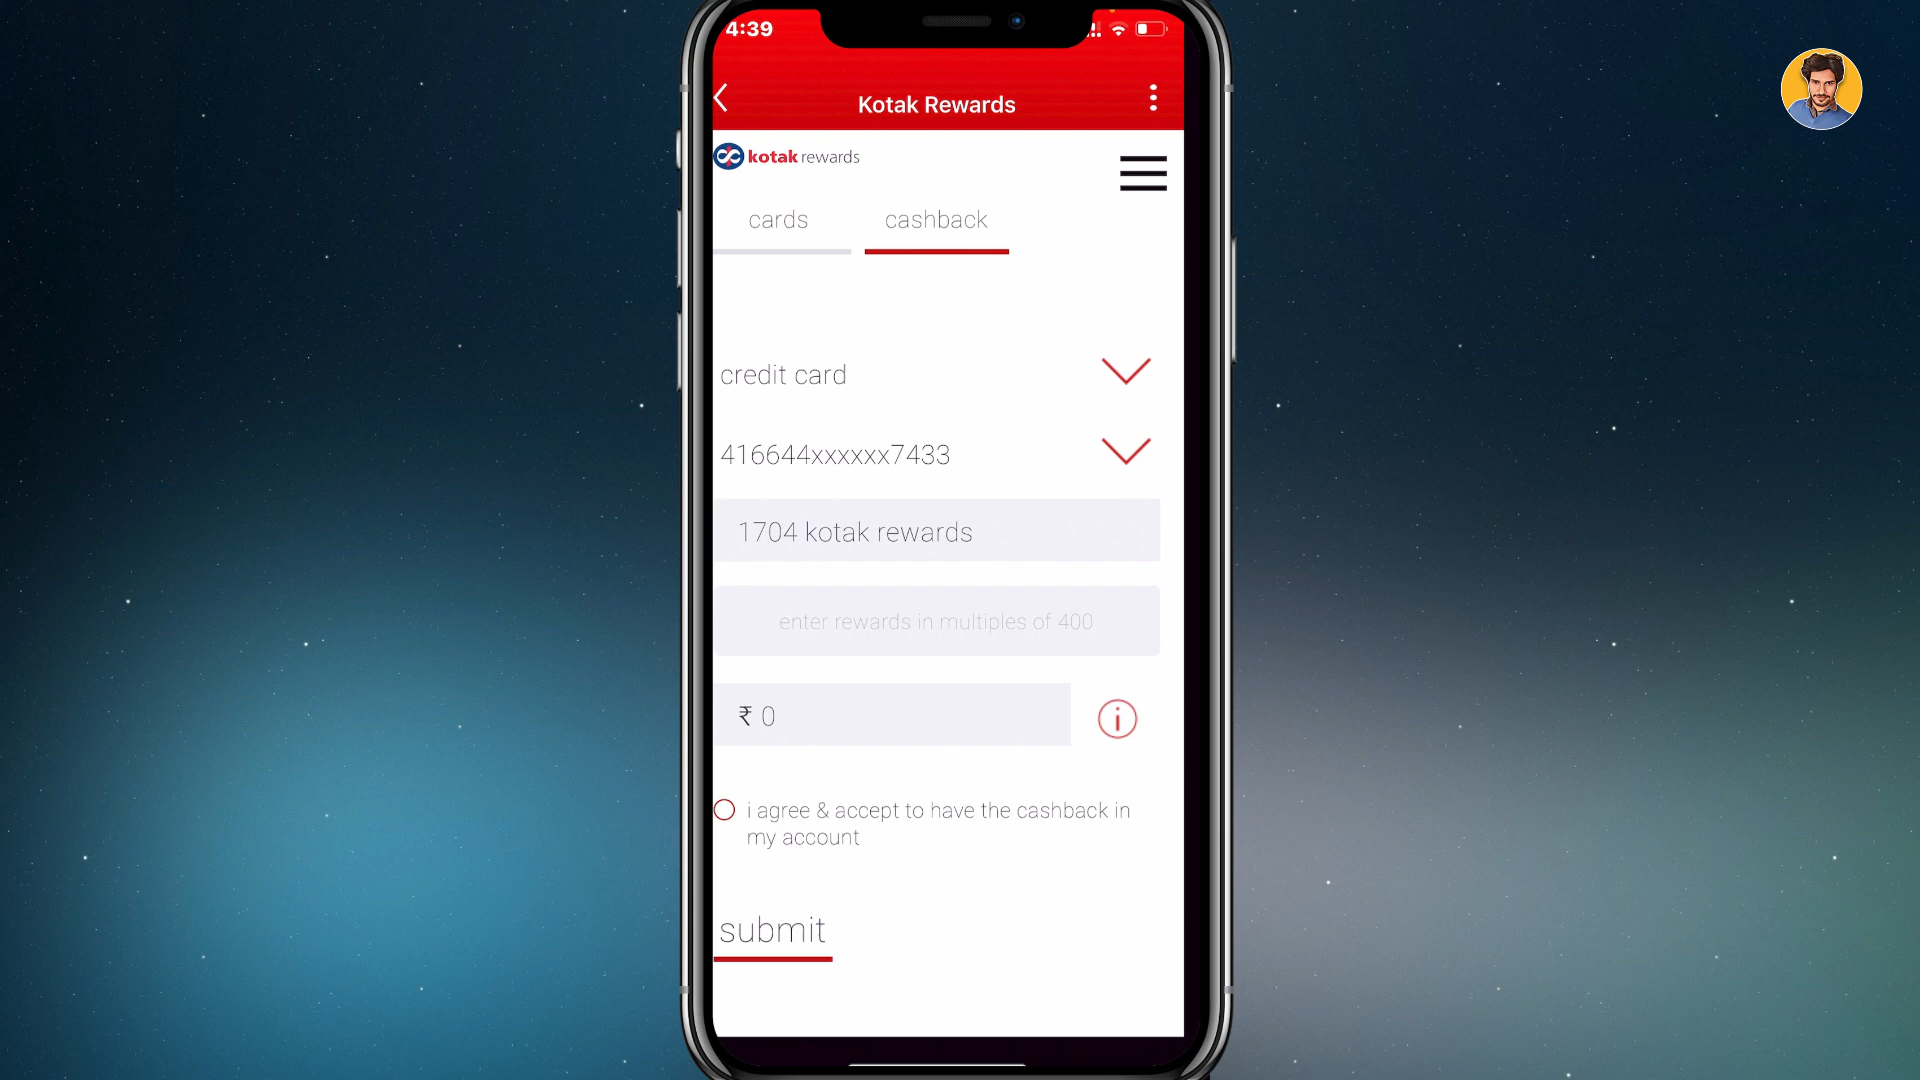 4:39
Kotak Rewards
kotak rewards
cards
cashback
credit card
416644xxxxxx7433
1704 kotak rewards
enter rewards in multiples of 400
₹ 0
i agree & accept to have the cashback in
my account
submit